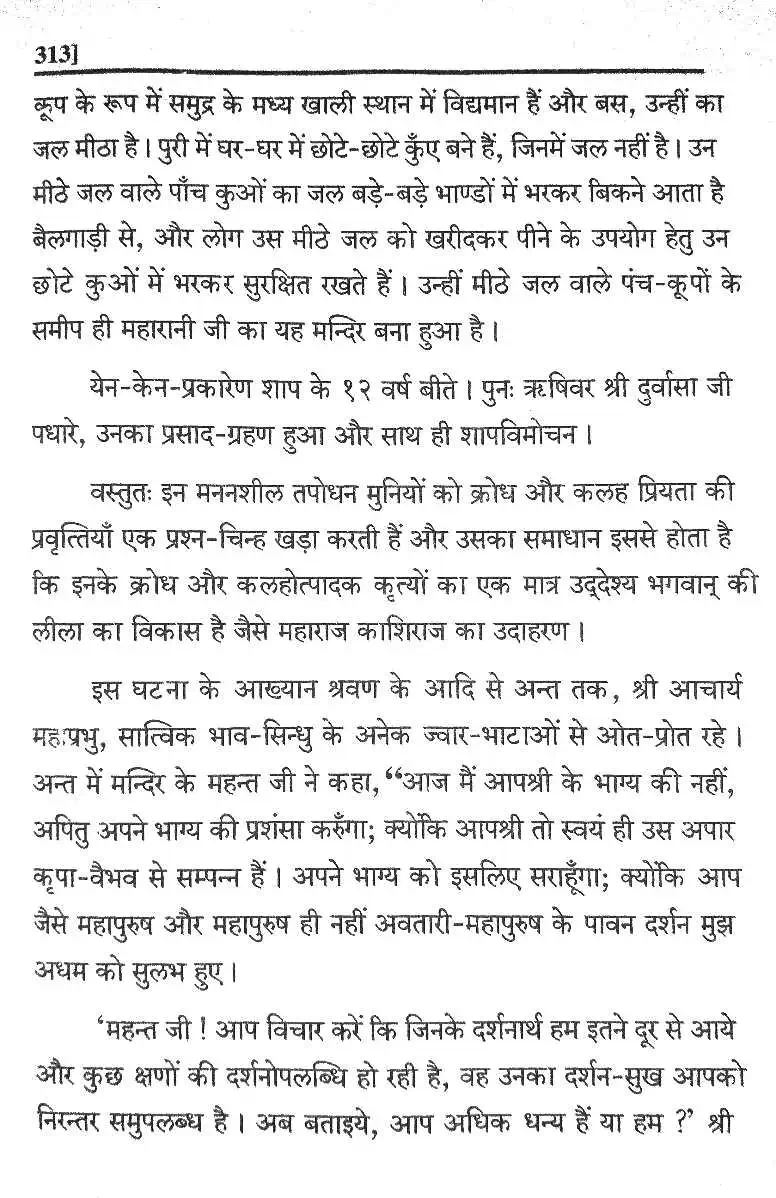 313]
कूप के रूप में समुद्र के मध्य खाली स्थान में विद्यमान हैं और बस, उन्हीं का
जल मीठा है। पुरी में घर-घर में छोटे-छोटे कुँए बने हैं, जिनमें जल नहीं है। उन
मीठे जल वाले पाँच कुओं का जल बड़े-बड़े भाण्डों में भरकर बिकने आता है
बैलगाड़ी से, और लोग उस मीठे जल को खरीदकर पीने के उपयोग हेतु उन
छोटे कुओं में भरकर सुरक्षित रखते हैं। उन्हीं मीठे जल वाले पंच-कूपों के
समीप ही महारानी जी का यह मन्दिर बना हुआ है।
येन-केन-प्रकारेण शाप के १२ वर्ष बीते। पुनः ऋषिवर श्री दुर्वासा जी
पधारे, उनका प्रसाद-ग्रहण हुआ और साथ ही शापविमोचन।
वस्तुतः इन मननशील तपोधन मुनियों को क्रोध और कलह प्रियता की
प्रवृत्तियाँ एक प्रश्न-चिन्ह खड़ा करती हैं और उसका समाधान इससे होता है
कि इनके क्रोध और कलहोत्पादक कृत्यों का एक मात्र उद्देश्य भगवान् की
लीला का विकास है जैसे महाराज काशिराज का उदाहरण।
इस घटना के आख्यान श्रवण के आदि से अन्त तक, श्री आचार्य
महाप्रभु, सात्विक भाव-सिन्धु के अनेक ज्वार-भाटाओं से ओत-प्रोत रहे।
अन्त में मन्दिर के महन्त जी ने कहा, “आज मैं आपश्री के भाग्य की नहीं,
अपितु अपने भाग्य की प्रशंसा करुँगा; क्योंकि आपश्री तो स्वयं ही उस अपार
कृपा-वैभव से सम्पन्न हैं। अपने भाग्य को इसलिए सराहूँगा; क्योंकि आप
जैसे महापुरुष और महापुरुष ही नहीं अवतारी-महापुरुष के पावन दर्शन मुझ
अधम को सुलभ हुए।
‘महन्त जी! आप विचार करें कि जिनके दर्शनार्थ हम इतने दूर से आये
और कुछ क्षणों की दर्शनोपलब्धि हो रही है, वह उनका दर्शन-सुख आपको
निरन्तर समुपलब्ध है। अब बताइये, आप अधिक धन्य हैं या हम?’ श्री